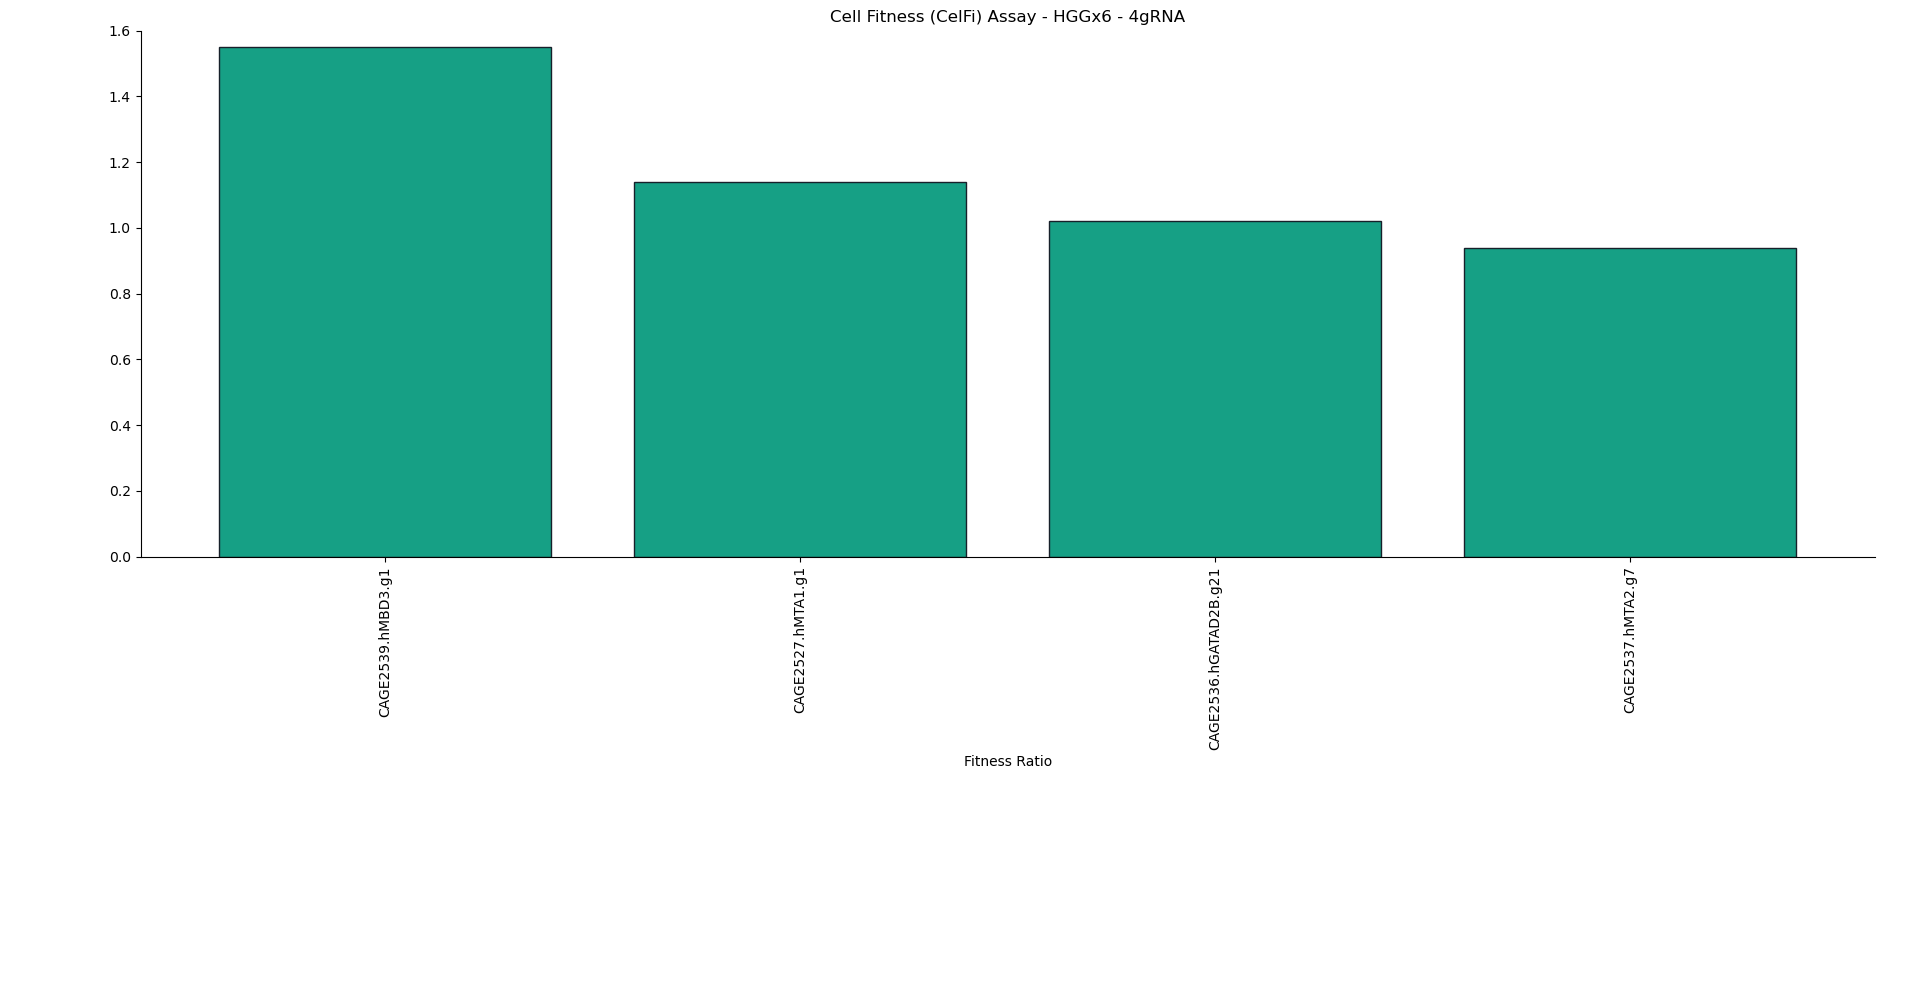 Cell Fitness (CelFi) Assay - HGGx6 - 4gRNA
1.6
1.4
1.2
1.0
0.8
0.6
0.4
0.2
0.0
CAGE2539.hMBD3.g1
CAGE2527.hMTA1.g1
CAGE2536.hGATAD2B.g21
CAGE2537.hMTA2.g7
Fitness Ratio